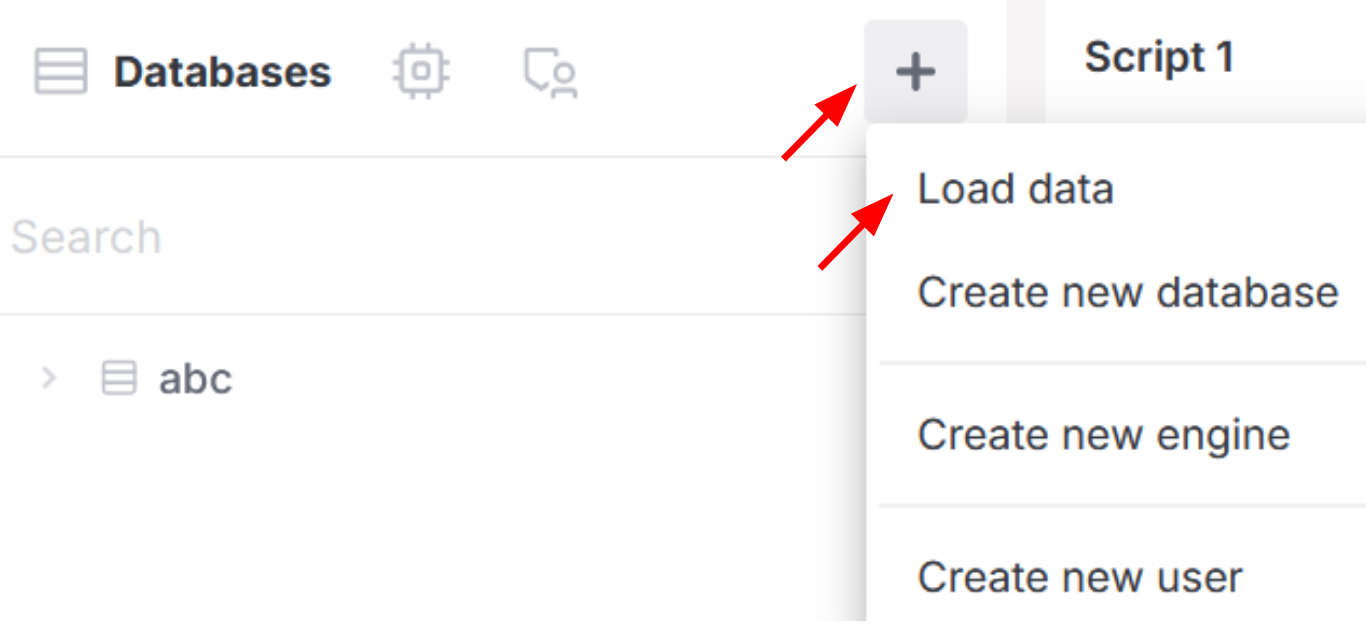 Databases
Script 1
Search
abc
Load data
Create new database
Create new engine
Create new user